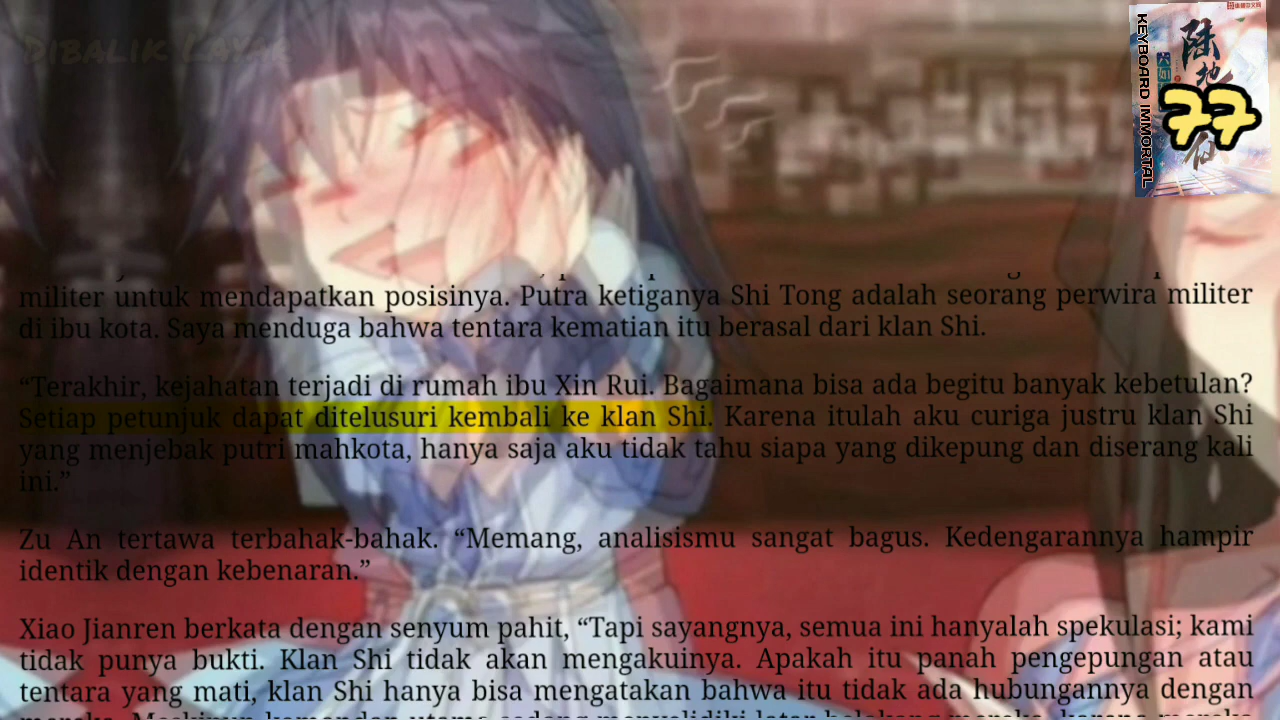 Dibalik Layar
KEYBOARD IMMORTAL
陆地
77
militer untuk mendapatkan posisinya. Putra ketiganya Shi Tong adalah seorang perwira militer
di ibu kota. Saya menduga bahwa tentara kematian itu berasal dari klan Shi.
“Terakhir, kejahatan terjadi di rumah ibu Xin Rui. Bagaimana bisa ada begitu banyak kebetulan?
Setiap petunjuk dapat ditelusuri kembali ke klan Shi. Karena itulah aku curiga justru klan Shi
yang menjebak putri mahkota, hanya saja aku tidak tahu siapa yang dikepung dan diserang kali
ini.”
Zu An tertawa terbahak-bahak. “Memang, analisismu sangat bagus. Kedengarannya hampir
identik dengan kebenaran.”
Xiao Jianren berkata dengan senyum pahit, “Tapi sayangnya, semua ini hanyalah spekulasi; kami
tidak punya bukti. Klan Shi tidak akan mengakuinya. Apakah itu panah pengepungan atau
tentara yang mati, klan Shi hanya bisa mengatakan bahwa itu tidak ada hubungannya dengan